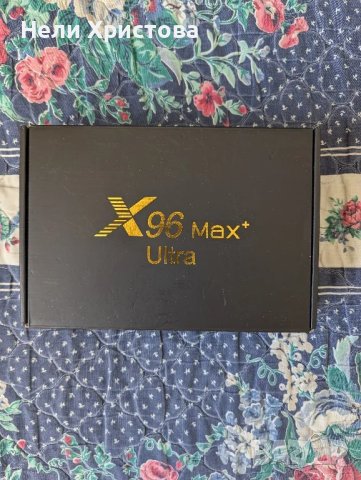 Нели Христова
X96 Max+
Ultra